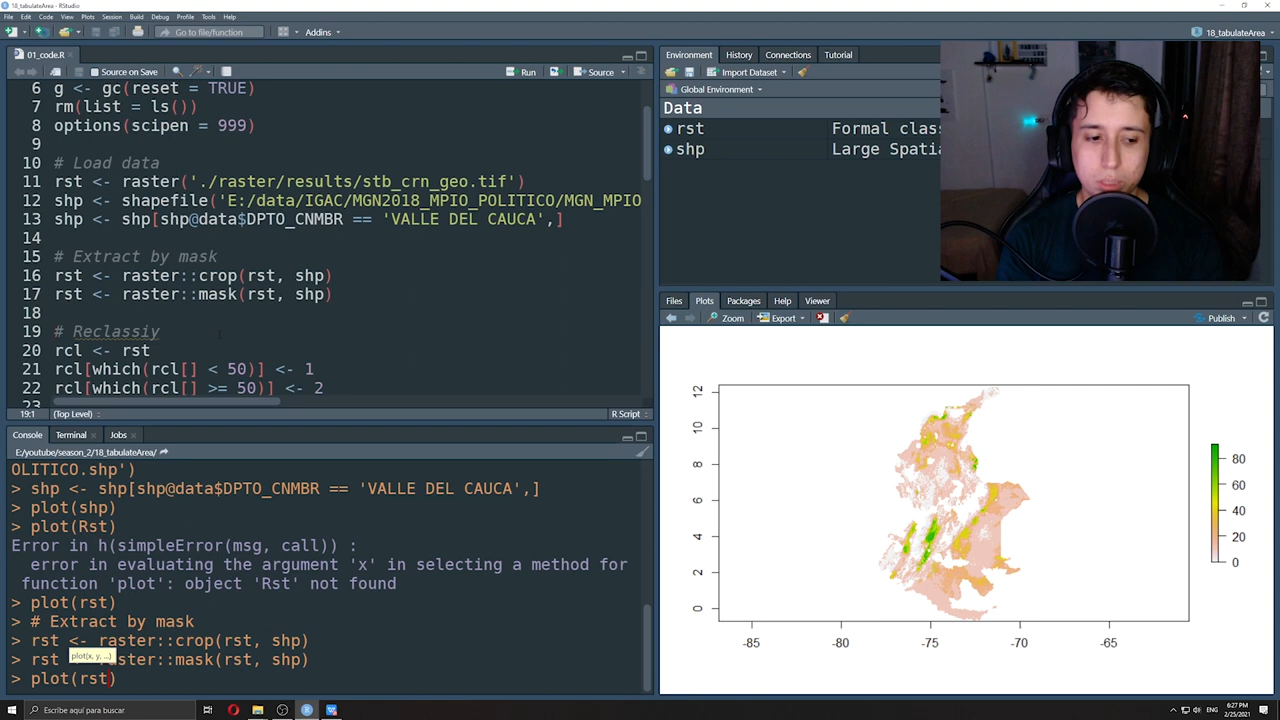 18_tabulateArea - RStudio
File Edit Code View Plots Session Build Debug Profile Tools Help
Go to file/function Addins 18_tabulateArea
01_code.R
Source on Save Run Source
6 g <- gc(reset = TRUE)
7 rm(list = ls())
8 options(scipen = 999)
9
10 # Load data
11 rst <- raster('./raster/results/stb_crn_geo.tif')
12 shp <- shapefile('E:/data/IGAC/MGN2018_MPIO_POLITICO/MGN_MPIO
13 shp <- shp[shp@data$DPTO_CNMBR == 'VALLE DEL CAUCA',]
14
15 # Extract by mask
16 rst <- raster::crop(rst, shp)
17 rst <- raster::mask(rst, shp)
18
19 # Reclassiy
20 rcl <- rst
21 rcl[which(rcl[] < 50)] <- 1
22 rcl[which(rcl[] >= 50)] <- 2
23
19:1 (Top Level) R Script
Console Terminal Jobs
E:/youtube/season_2/18_tabulateArea/
OLITICO.shp')
> shp <- shp[shp@data$DPTO_CNMBR == 'VALLE DEL CAUCA',]
> plot(shp)
> plot(Rst)
Error in h(simpleError(msg, call)) :
error in evaluating the argument 'x' in selecting a method for
function 'plot': object 'Rst' not found
> plot(rst)
> # Extract by mask
> rst <- raster::crop(rst, shp)
> rst aster::mask(rst, shp)
plot(x, y, ...)
> plot(rst)
Environment History Connections Tutorial
Import Dataset
Global Environment
Data
rst Formal clas
shp Large Spatia
Files Plots Packages Help Viewer
Zoom Export Publish
12
10
8
6
4
2
0
-85 -80 -75 -70 -65
80
60
40
20
0
Escribe aquí para buscar
ENG
6:27 PM
2/25/2021